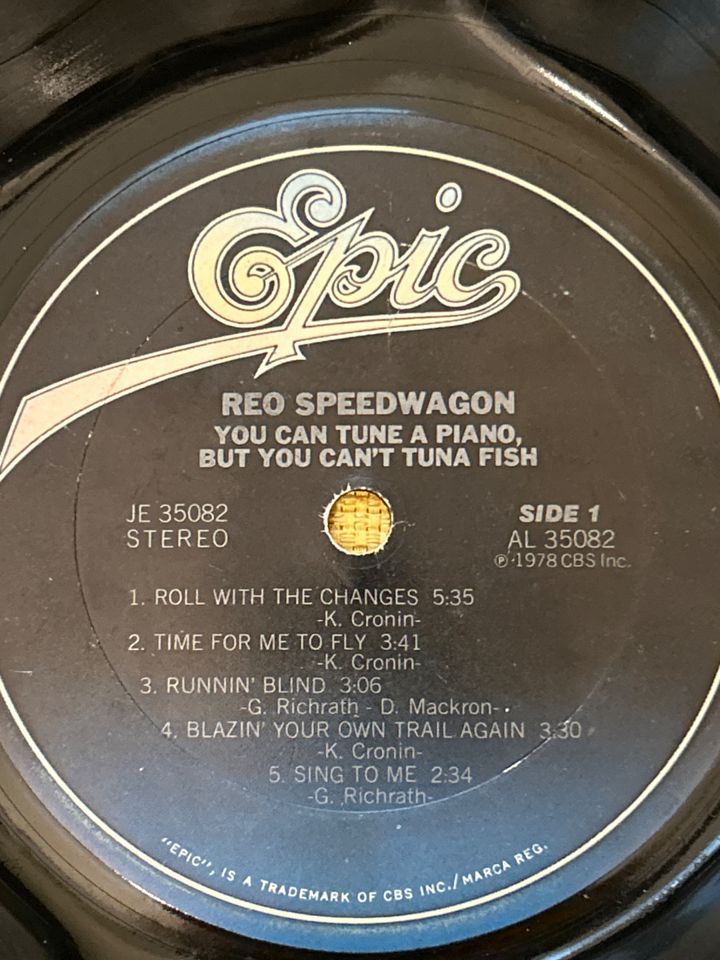 Epic
REO SPEEDWAGON
YOU CAN TUNE A PIANO,
BUT YOU CAN'T TUNA FISH
JE 35082
STEREO
SIDE 1
AL 35082
℗ 1978 CBS Inc.
1. ROLL WITH THE CHANGES 5:35
-K. Cronin-
2. TIME FOR ME TO FLY 3:41
-K. Cronin-
3. RUNNIN' BLIND 3:06
-G. Richrath - D. Mackron-
4. BLAZIN' YOUR OWN TRAIL AGAIN 3:30
-K. Cronin-
5. SING TO ME 2:34
-G. Richrath-
"EPIC", IS A TRADEMARK OF CBS INC./MARCA REG.